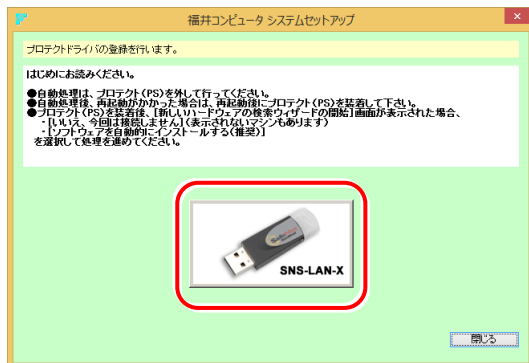 福井コンピュータ システムセットアップ
プロテクトドライバの登録を行います。
はじめにお読みください。
●自動処理は、プロテクト(PS)を外して行ってください。
●自動処理後、再起動がかかった場合は、再起動後にプロテクト(PS)を装着して下さい。
●プロテクト(PS)を装着後、[新しいハードウェアの検索ウィザードの開始]画面が表示された場合、
・[いいえ、今回は接続しません](表示されないマシンもあります)
・[ソフトウェアを自動的にインストールする(推奨)]
を選択して処理を進めてください。
SNS-LAN-X
閉じる